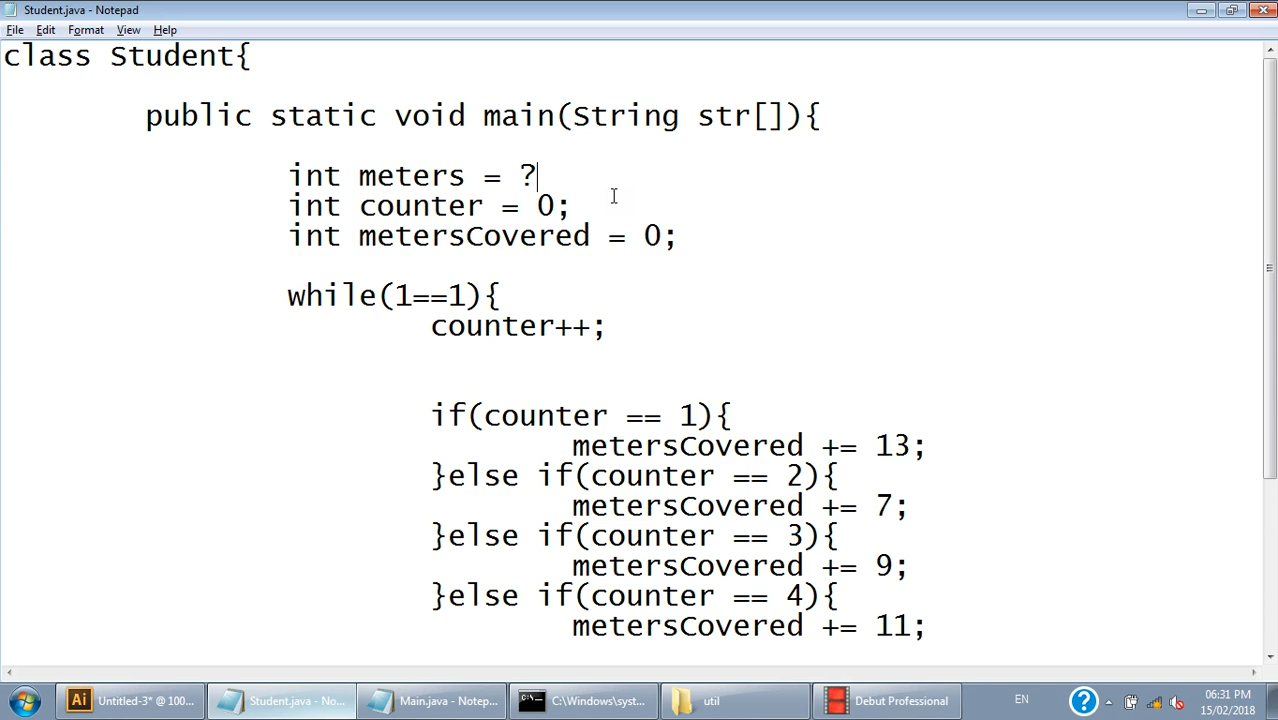 Student.java - Notepad
File Edit Format View Help
class Student{
public static void main(String str[]){
int meters = ?
int counter = 0;
int metersCovered = 0;
while(1==1){
counter++;
if(counter == 1){
metersCovered += 13;
}else if(counter == 2){
metersCovered += 7;
}else if(counter == 3){
metersCovered += 9;
}else if(counter == 4){
metersCovered += 11;
Untitled-3* @ 100... Student.java - No... Main.java - Notep... C:\Windows\syst... util Debut Professional EN 06:31 PM
15/02/2018